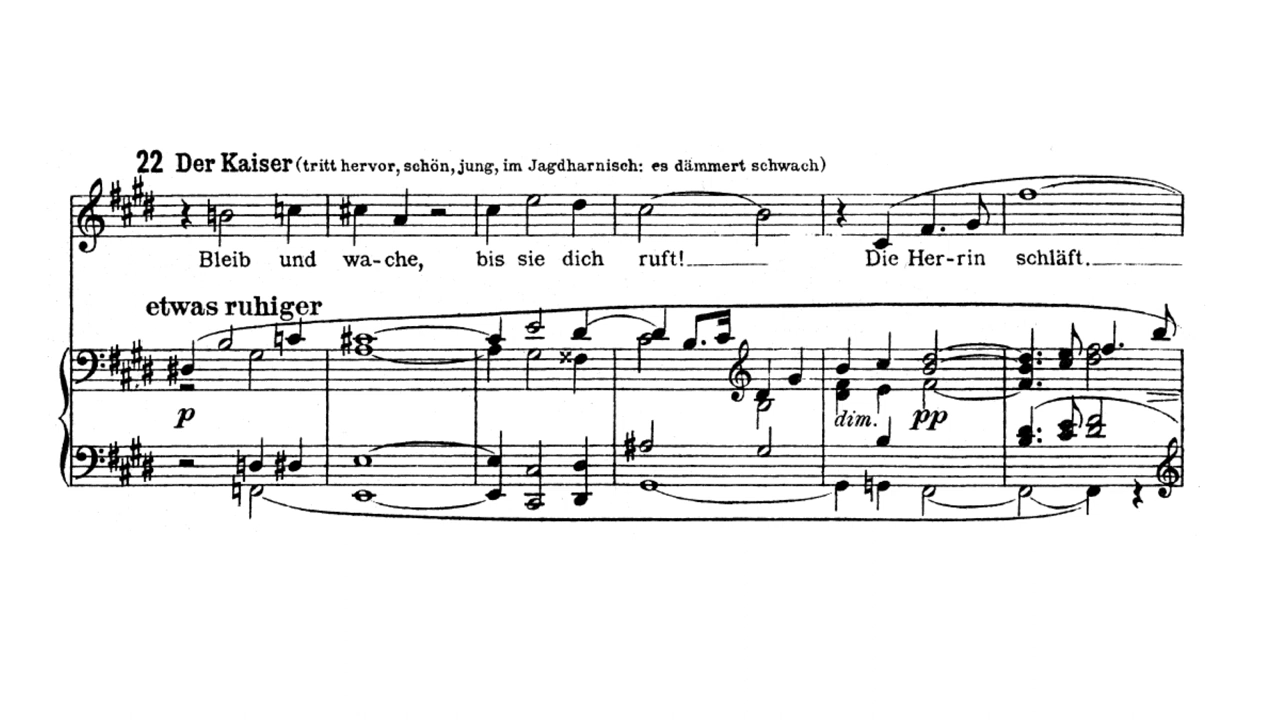 22 Der Kaiser (tritt hervor, schön, jung, im Jagdharnisch: es dämmert schwach)
Bleib und wa-che, bis sie dich ruft! Die Her-rin schläft.
etwas ruhiger
p dim. pp